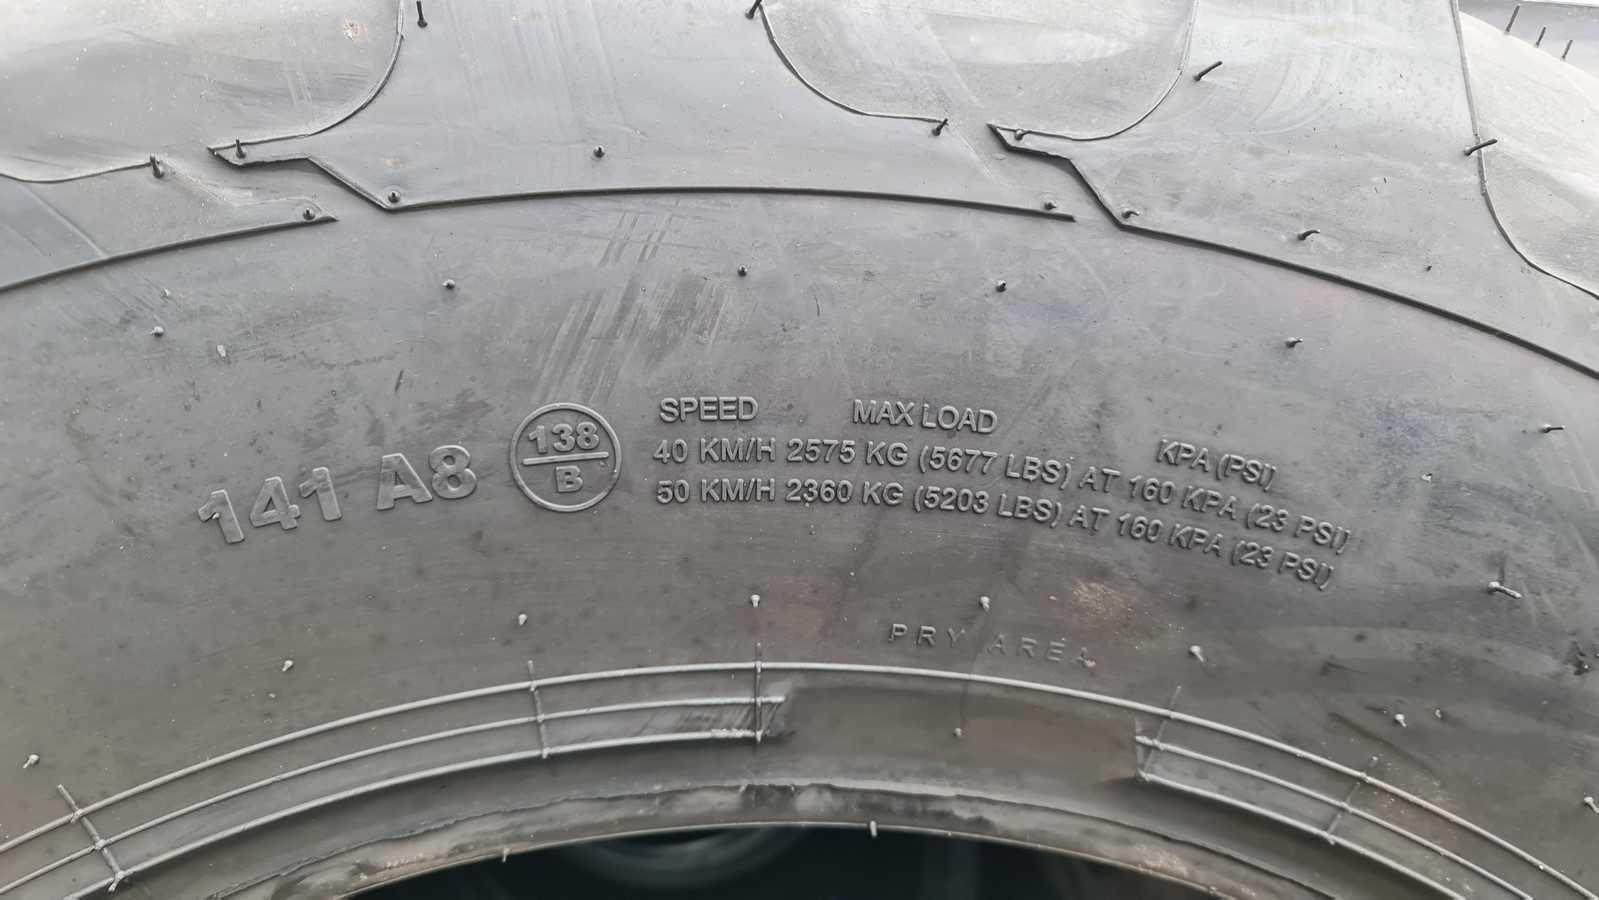 141 A8
138
B
SPEED MAX LOAD KPA (PSI)
40 KM/H 2575 KG (5677 LBS) AT 160 KPA (23 PSI)
50 KM/H 2360 KG (5203 LBS) AT 160 KPA (23 PSI)
PRY AREA